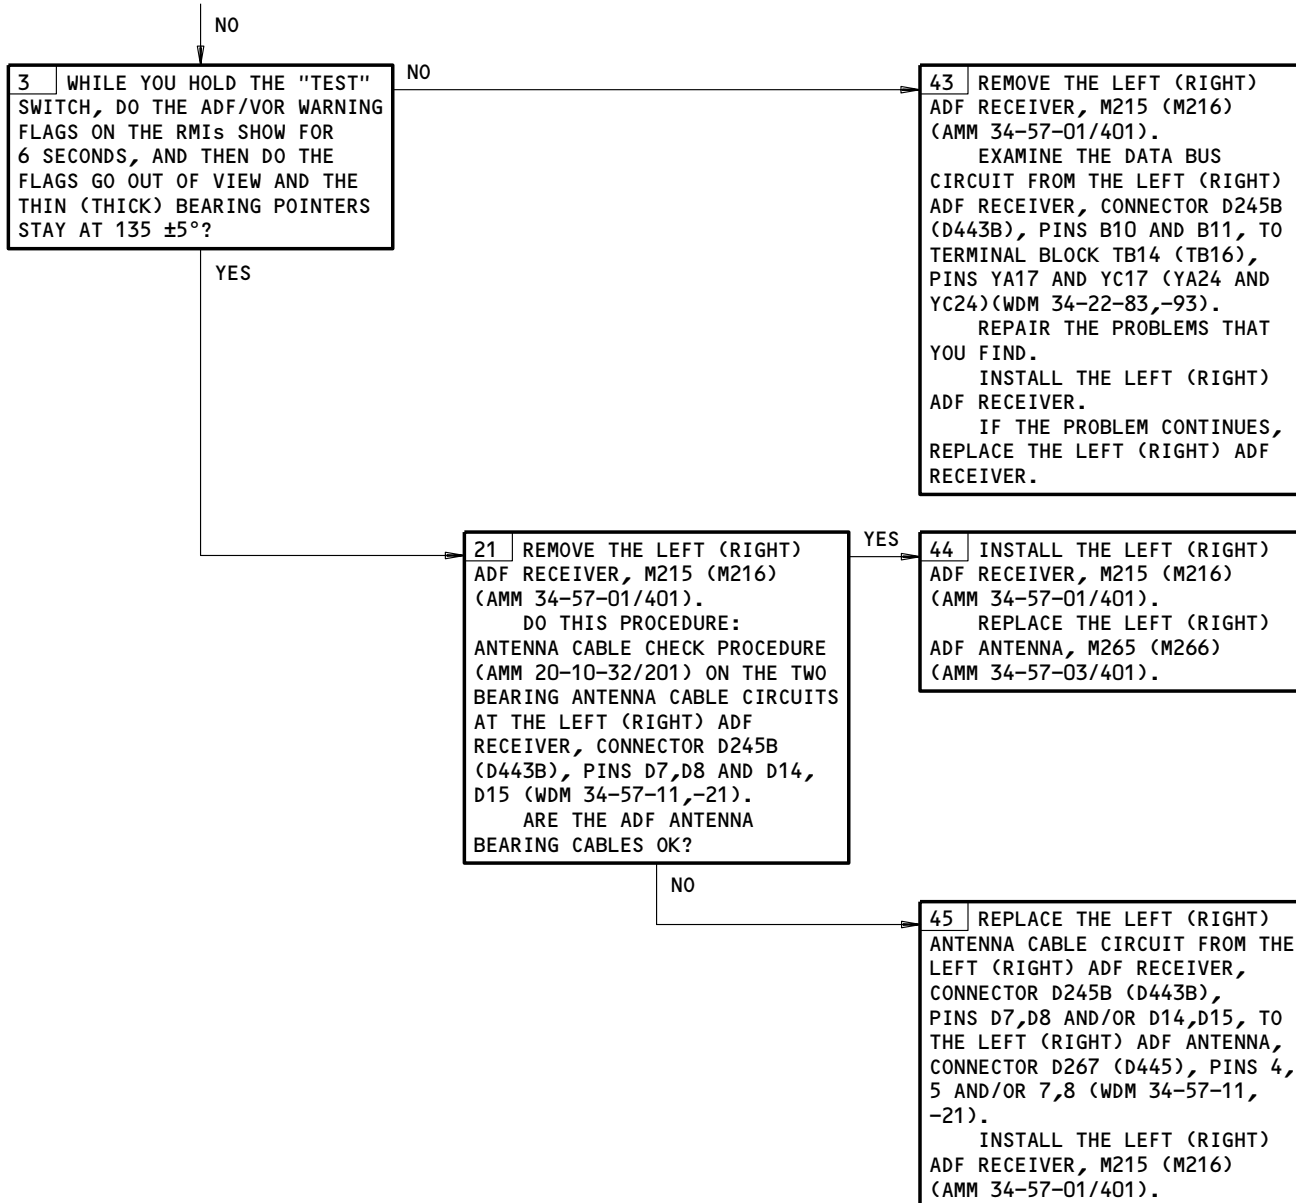 NO
3 WHILE YOU HOLD THE "TEST"
SWITCH, DO THE ADF/VOR WARNING
FLAGS ON THE RMIs SHOW FOR
6 SECONDS, AND THEN DO THE
FLAGS GO OUT OF VIEW AND THE
THIN (THICK) BEARING POINTERS
STAY AT 135 ±5°?
NO
YES
43 REMOVE THE LEFT (RIGHT)
ADF RECEIVER, M215 (M216)
(AMM 34-57-01/401).
EXAMINE THE DATA BUS
CIRCUIT FROM THE LEFT (RIGHT)
ADF RECEIVER, CONNECTOR D245B
(D443B), PINS B10 AND B11, TO
TERMINAL BLOCK TB14 (TB16),
PINS YA17 AND YC17 (YA24 AND
YC24)(WDM 34-22-83,-93).
REPAIR THE PROBLEMS THAT
YOU FIND.
INSTALL THE LEFT (RIGHT)
ADF RECEIVER.
IF THE PROBLEM CONTINUES,
REPLACE THE LEFT (RIGHT) ADF
RECEIVER.
21 REMOVE THE LEFT (RIGHT)
ADF RECEIVER, M215 (M216)
(AMM 34-57-01/401).
DO THIS PROCEDURE:
ANTENNA CABLE CHECK PROCEDURE
(AMM 20-10-32/201) ON THE TWO
BEARING ANTENNA CABLE CIRCUITS
AT THE LEFT (RIGHT) ADF
RECEIVER, CONNECTOR D245B
(D443B), PINS D7,D8 AND D14,
D15 (WDM 34-57-11,-21).
ARE THE ADF ANTENNA
BEARING CABLES OK?
YES
NO
44 INSTALL THE LEFT (RIGHT)
ADF RECEIVER, M215 (M216)
(AMM 34-57-01/401).
REPLACE THE LEFT (RIGHT)
ADF ANTENNA, M265 (M266)
(AMM 34-57-03/401).
45 REPLACE THE LEFT (RIGHT)
ANTENNA CABLE CIRCUIT FROM THE
LEFT (RIGHT) ADF RECEIVER,
CONNECTOR D245B (D443B),
PINS D7,D8 AND/OR D14,D15, TO
THE LEFT (RIGHT) ADF ANTENNA,
CONNECTOR D267 (D445), PINS 4,
5 AND/OR 7,8 (WDM 34-57-11,
-21).
INSTALL THE LEFT (RIGHT)
ADF RECEIVER, M215 (M216)
(AMM 34-57-01/401).